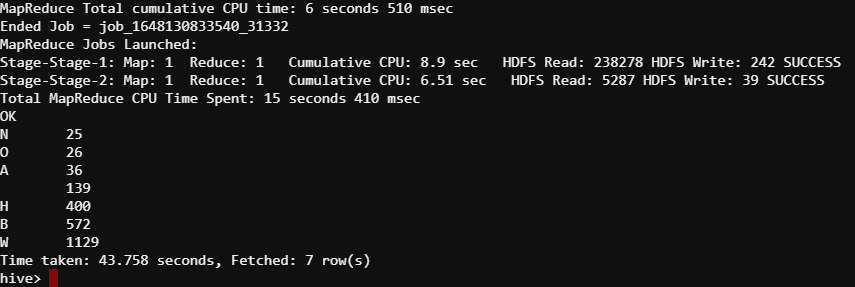 MapReduce Total cumulative CPU time: 6 seconds 510 msec
Ended Job = job_1648130833540_31332
MapReduce Jobs Launched:
Stage-Stage-1: Map: 1  Reduce: 1   Cumulative CPU: 8.9 sec   HDFS Read: 238278 HDFS Write: 242 SUCCESS
Stage-Stage-2: Map: 1  Reduce: 1   Cumulative CPU: 6.51 sec   HDFS Read: 5287 HDFS Write: 39 SUCCESS
Total MapReduce CPU Time Spent: 15 seconds 410 msec
OK
N       25
O       26
A       36
        139
H       400
B       572
W       1129
Time taken: 43.758 seconds, Fetched: 7 row(s)
hive>